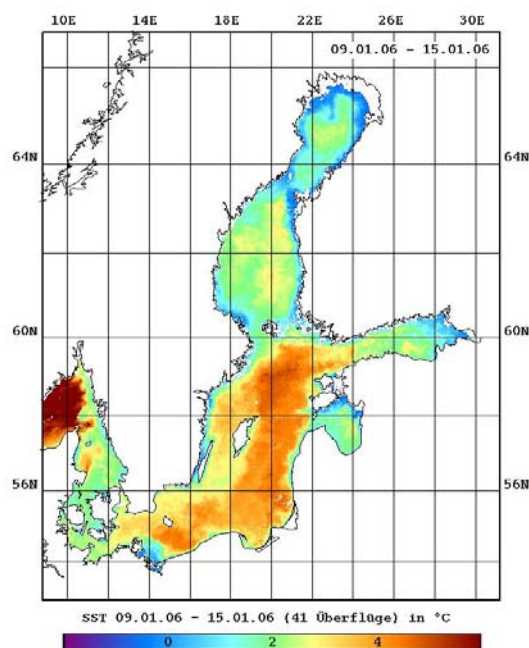 10E 14E 18E 22E 26E 30E
09.01.06 - 15.01.06
64N 64N
60N 60N
56N 56N
SST 09.01.06 - 15.01.06 (41 Überflüge) in °C
0 2 4